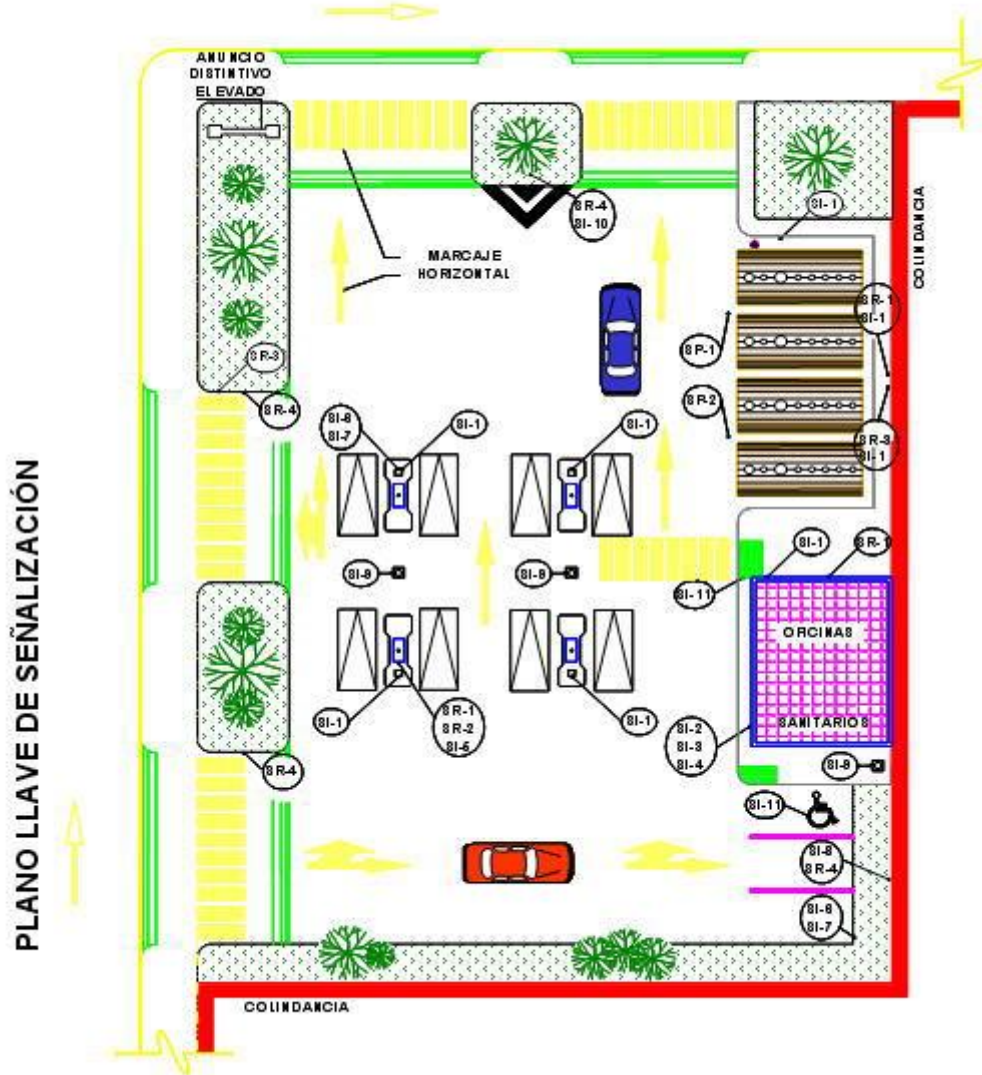 PLANO LLAVE DE SEÑALIZACIÓN
ANUNCIO
DISTINTIVO
ELEVADO
SR-4
SI-10
SI-1
MARCAJE
HORIZONTAL
COLINDANCIA
SR-1
SI-1
SR-3
SP-1
SR-4
SP-2
SI-6
SI-7
SI-1
SI-1
SR-3
SI-1
SI-1
SR-1
SI-9
SI-9
SI-11
OFICINAS
SI-1
SR-1
SR-2
SI-5
SI-1
SI-2
SI-3
SI-4
SANITARIOS
SR-4
SI-9
SI-11
SI-8
SR-4
SI-6
SI-7
COLINDANCIA